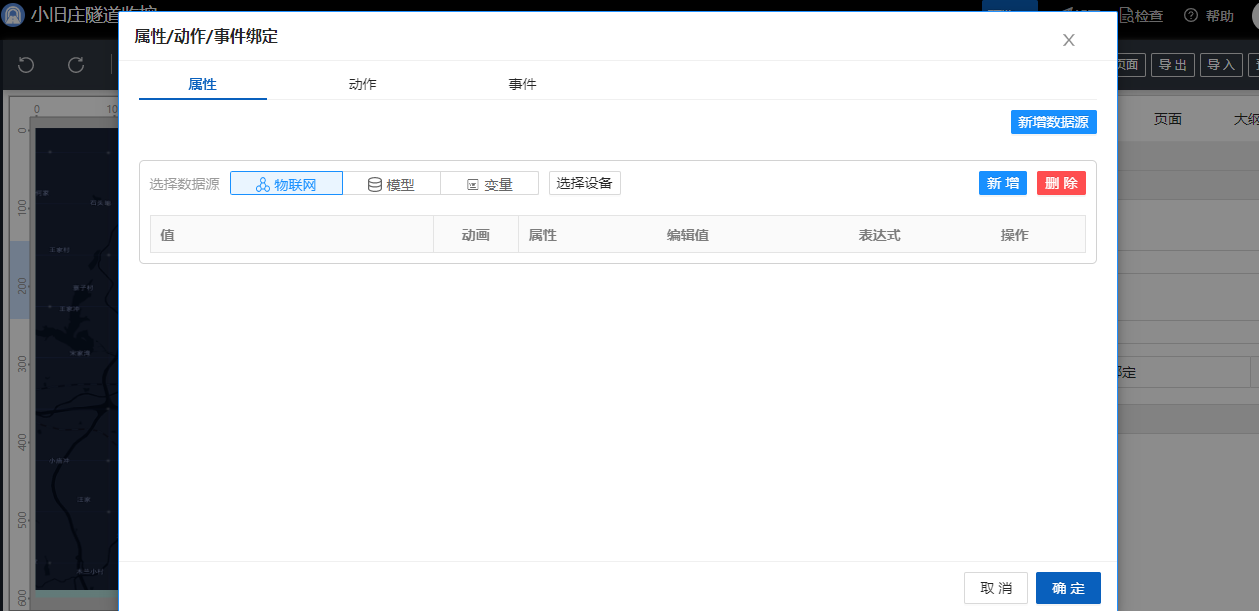 小旧庄隧道监控
检查
帮助
属性/动作/事件绑定
页面
导 出
导 入
属性
动作
事件
0
10
0
100
200
300
400
500
600
新增数据源
页面
大纲
选择数据源
物联网
模型
变量
选择设备
新 增
删 除
值
动画
属性
编辑值
表达式
操作
绑定
取 消
确 定